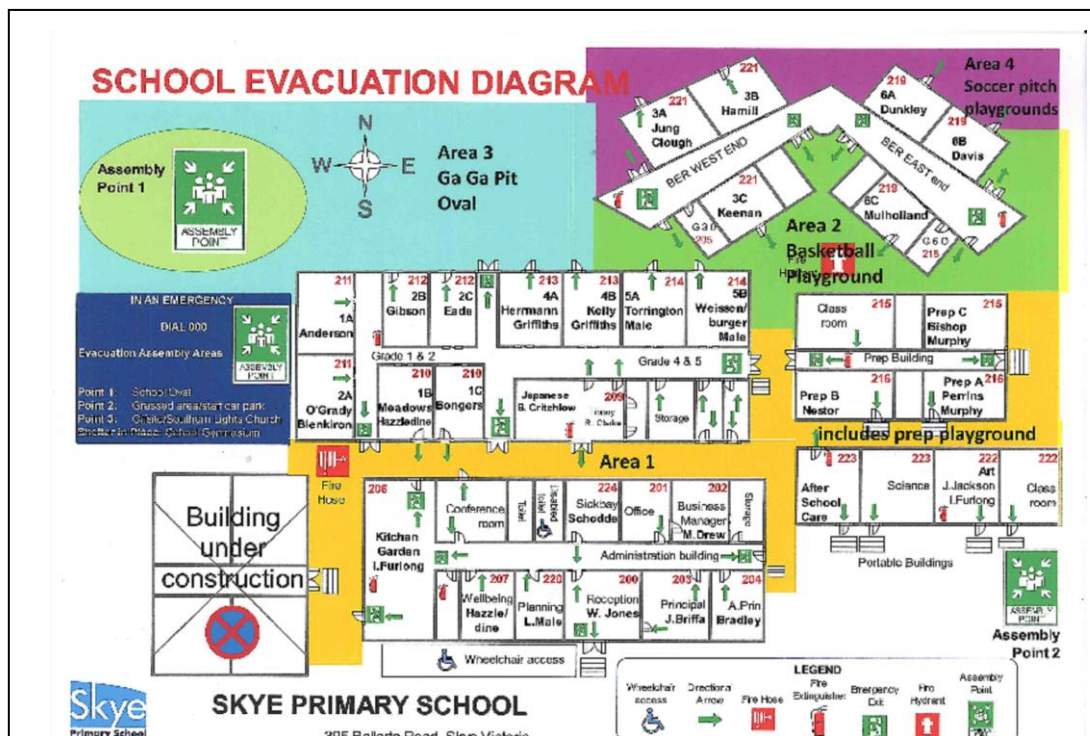 SCHOOL EVACUATION DIAGRAM
Assembly
Point 1
ASSEMBLY
POINT
N
W
E
S
Area 3
Ga Ga Pit
Oval
Area 4
Soccer pitch
playgrounds
221
3A
Jung
Clough
221
3B
Hamill
BER WEST END
221
3C
Keenan
205
219
6A
Dunkley
219
6B
Davis
BER EAST end
219
6C
Mulholland
Area 2
Basketball
Playground
IN AN EMERGENCY
DIAL 000
Evacuation Assembly Areas
ASSEMBLY
POINT
Point 1: School Oval
Point 2: Grassed area/staff car park
211
1A
Anderson
212
2B
Gibson
212
2C
Eade
213
4A
Herrmann
Griffiths
213
4B
Kelly
Griffiths
214
5A
Torrington
Male
214
5B
Weissen/
burger
Male
Grade 1 & 2
Grade 4 & 5
211
2A
O'Grady
Blenkiron
210
1B
Meadows
Hazzledine
210
1C
Bongers
Japanese
B. Critchlow
209
Storage
215
Class
room
215
Prep C
Bishop
Murphy
Prep Building
216
Prep B
Nestor
216
Prep A
Perrins
Murphy
includes prep playground
Area 1
Fire
Hose
Building
under
construction
206
Kitchen
Garden
I.Furlong
Conference
room
Toilet
Disabled
toilet
224
Sickbay
Schodde
201
Office
202
Business
Manager
M.Drew
Storage
Administration building
207
Wellbeing
Hazzle/
dine
220
Planning
L.Male
200
Reception
W. Jones
203
Principal
J.Briffa
204
A.Prin
Bradley
Wheelchair access
223
After
School
Care
223
Science
222
Art
J.Jackson
I.Furlong
222
Class
room
Portable Buildings
ASSEMBLY
POINT
Assembly
Point 2
LEGEND
Wheelchair
access
Directional
Arrow
Fire Hose
Fire
Extinguisher
Emergency
Exit
Fire
Hydrant
Assembly
Point
Skye
Primary School
SKYE PRIMARY SCHOOL